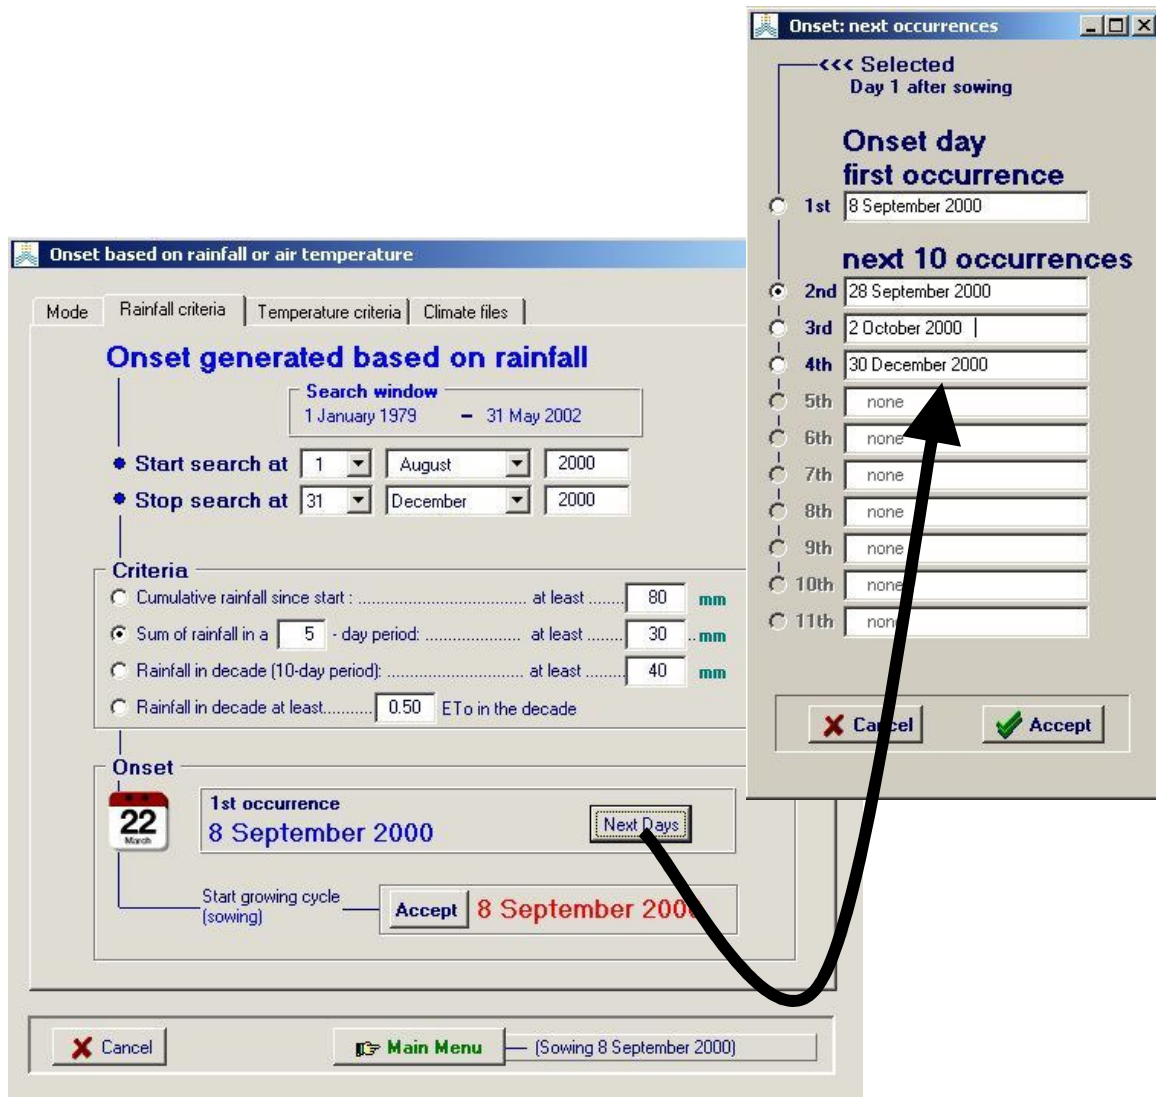 Onset: next occurrences
<<< Selected
Day 1 after sowing
Onset day
first occurrence
1st 8 September 2000
next 10 occurrences
2nd 28 September 2000
3rd 2 October 2000
4th 30 December 2000
5th none
6th none
7th none
8th none
9th none
10th none
11th none
Cancel Accept
Onset based on rainfall or air temperature
Mode Rainfall criteria Temperature criteria Climate files
Onset generated based on rainfall
Search window
1 January 1979 – 31 May 2002
Start search at 1 August 2000
Stop search at 31 December 2000
Criteria
Cumulative rainfall since start : ................................. at least ....... 80 mm
Sum of rainfall in a 5 - day period: ................... at least ....... 30 .. mm
Rainfall in decade (10-day period): ........................... at least ........ 40 mm
Rainfall in decade at least.......... 0.50 ETo in the decade
Onset
22
March
1st occurrence
8 September 2000
Next Days
Start growing cycle
(sowing)
Accept 8 September 2000
Cancel Main Menu (Sowing 8 September 2000)